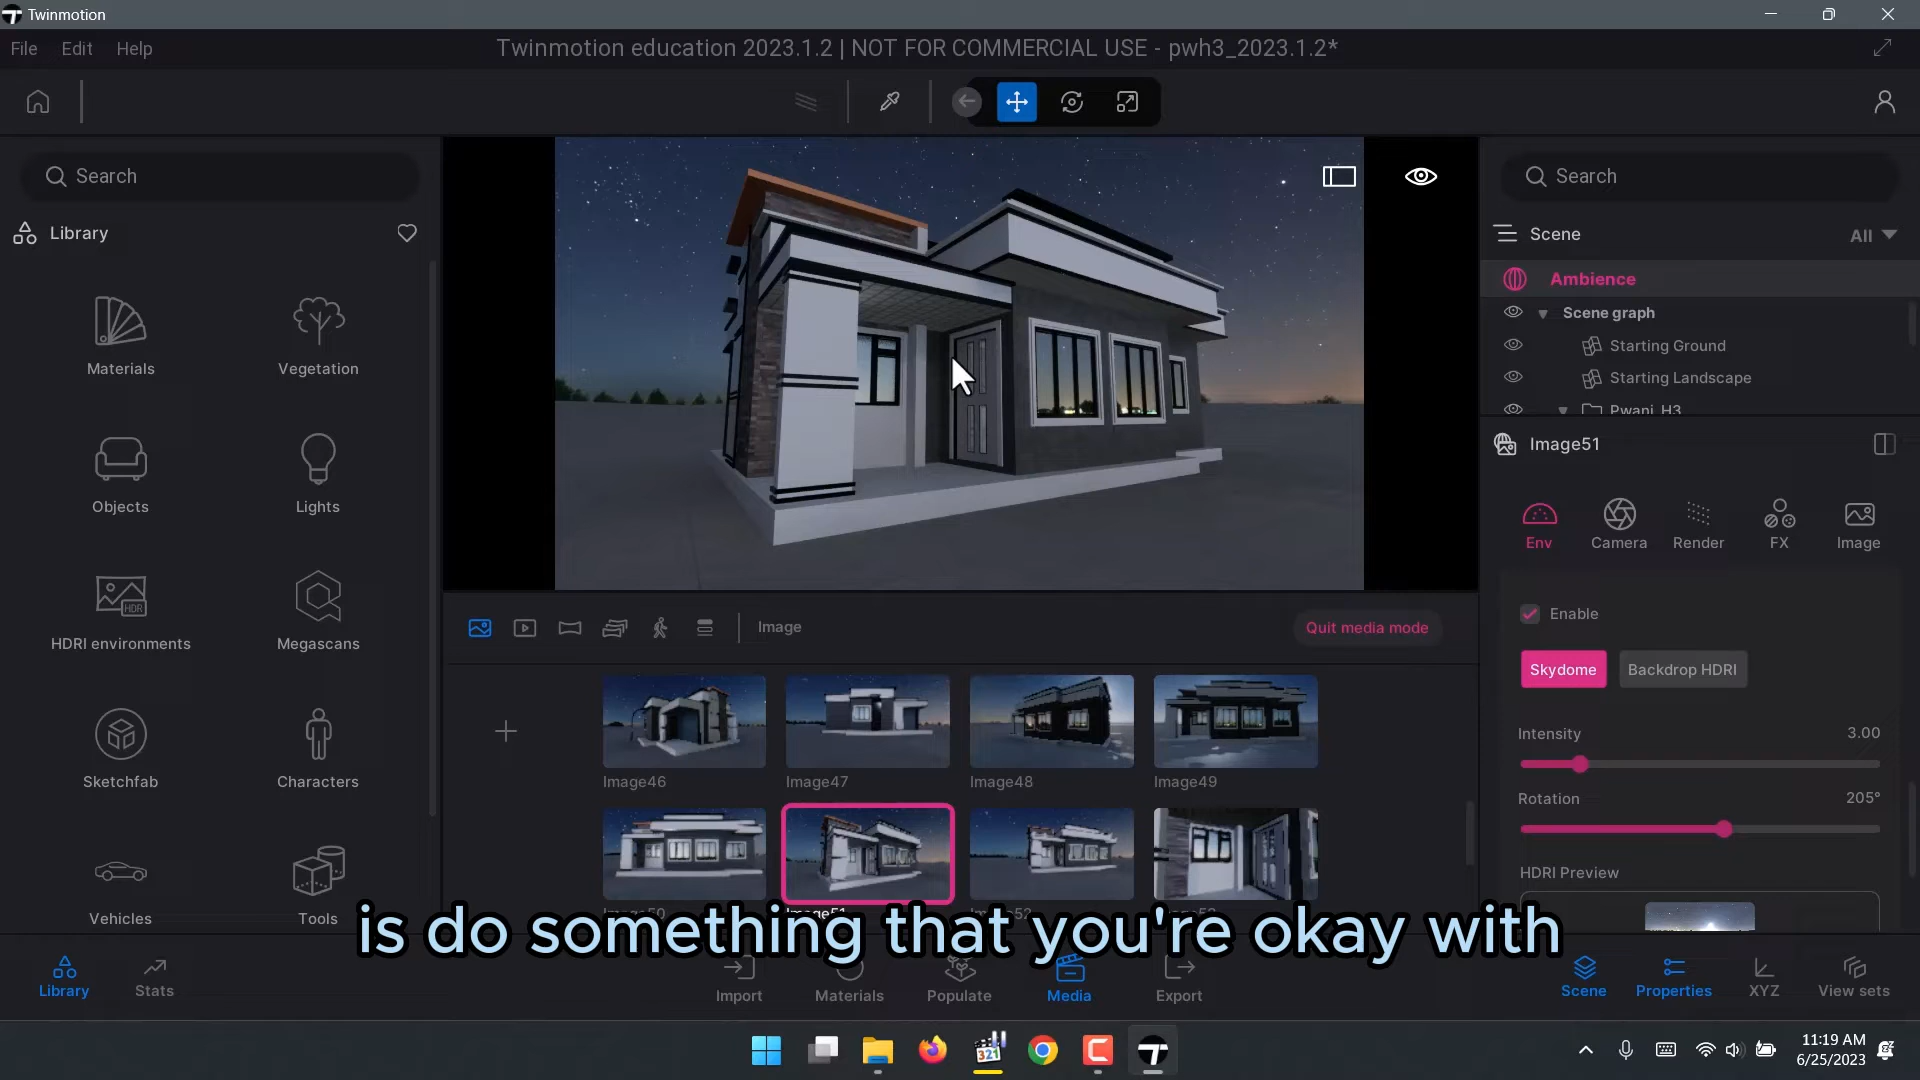 Twinmotion
File Edit Help
Twinmotion education 2023.1.2 | NOT FOR COMMERCIAL USE - pwh3_2023.1.2*
Search
Library
Materials
Vegetation
Objects
Lights
HDR
HDRI environments
Megascans
Sketchfab
Characters
Vehicles
Tools
Image
Quit media mode
Image46
Image47
Image48
Image49
Search
Scene
All
Ambience
Scene graph
Starting Ground
Starting Landscape
Pwani_H3
Image51
Env
Camera
Render
FX
Image
Enable
Skydome
Backdrop HDRI
Intensity
3.00
Rotation
205°
HDRI Preview
is do something that you're okay with
Library
Stats
Import
Materials
Populate
Media
Export
Scene
Properties
XYZ
View sets
321
11:19 AM
6/25/2023